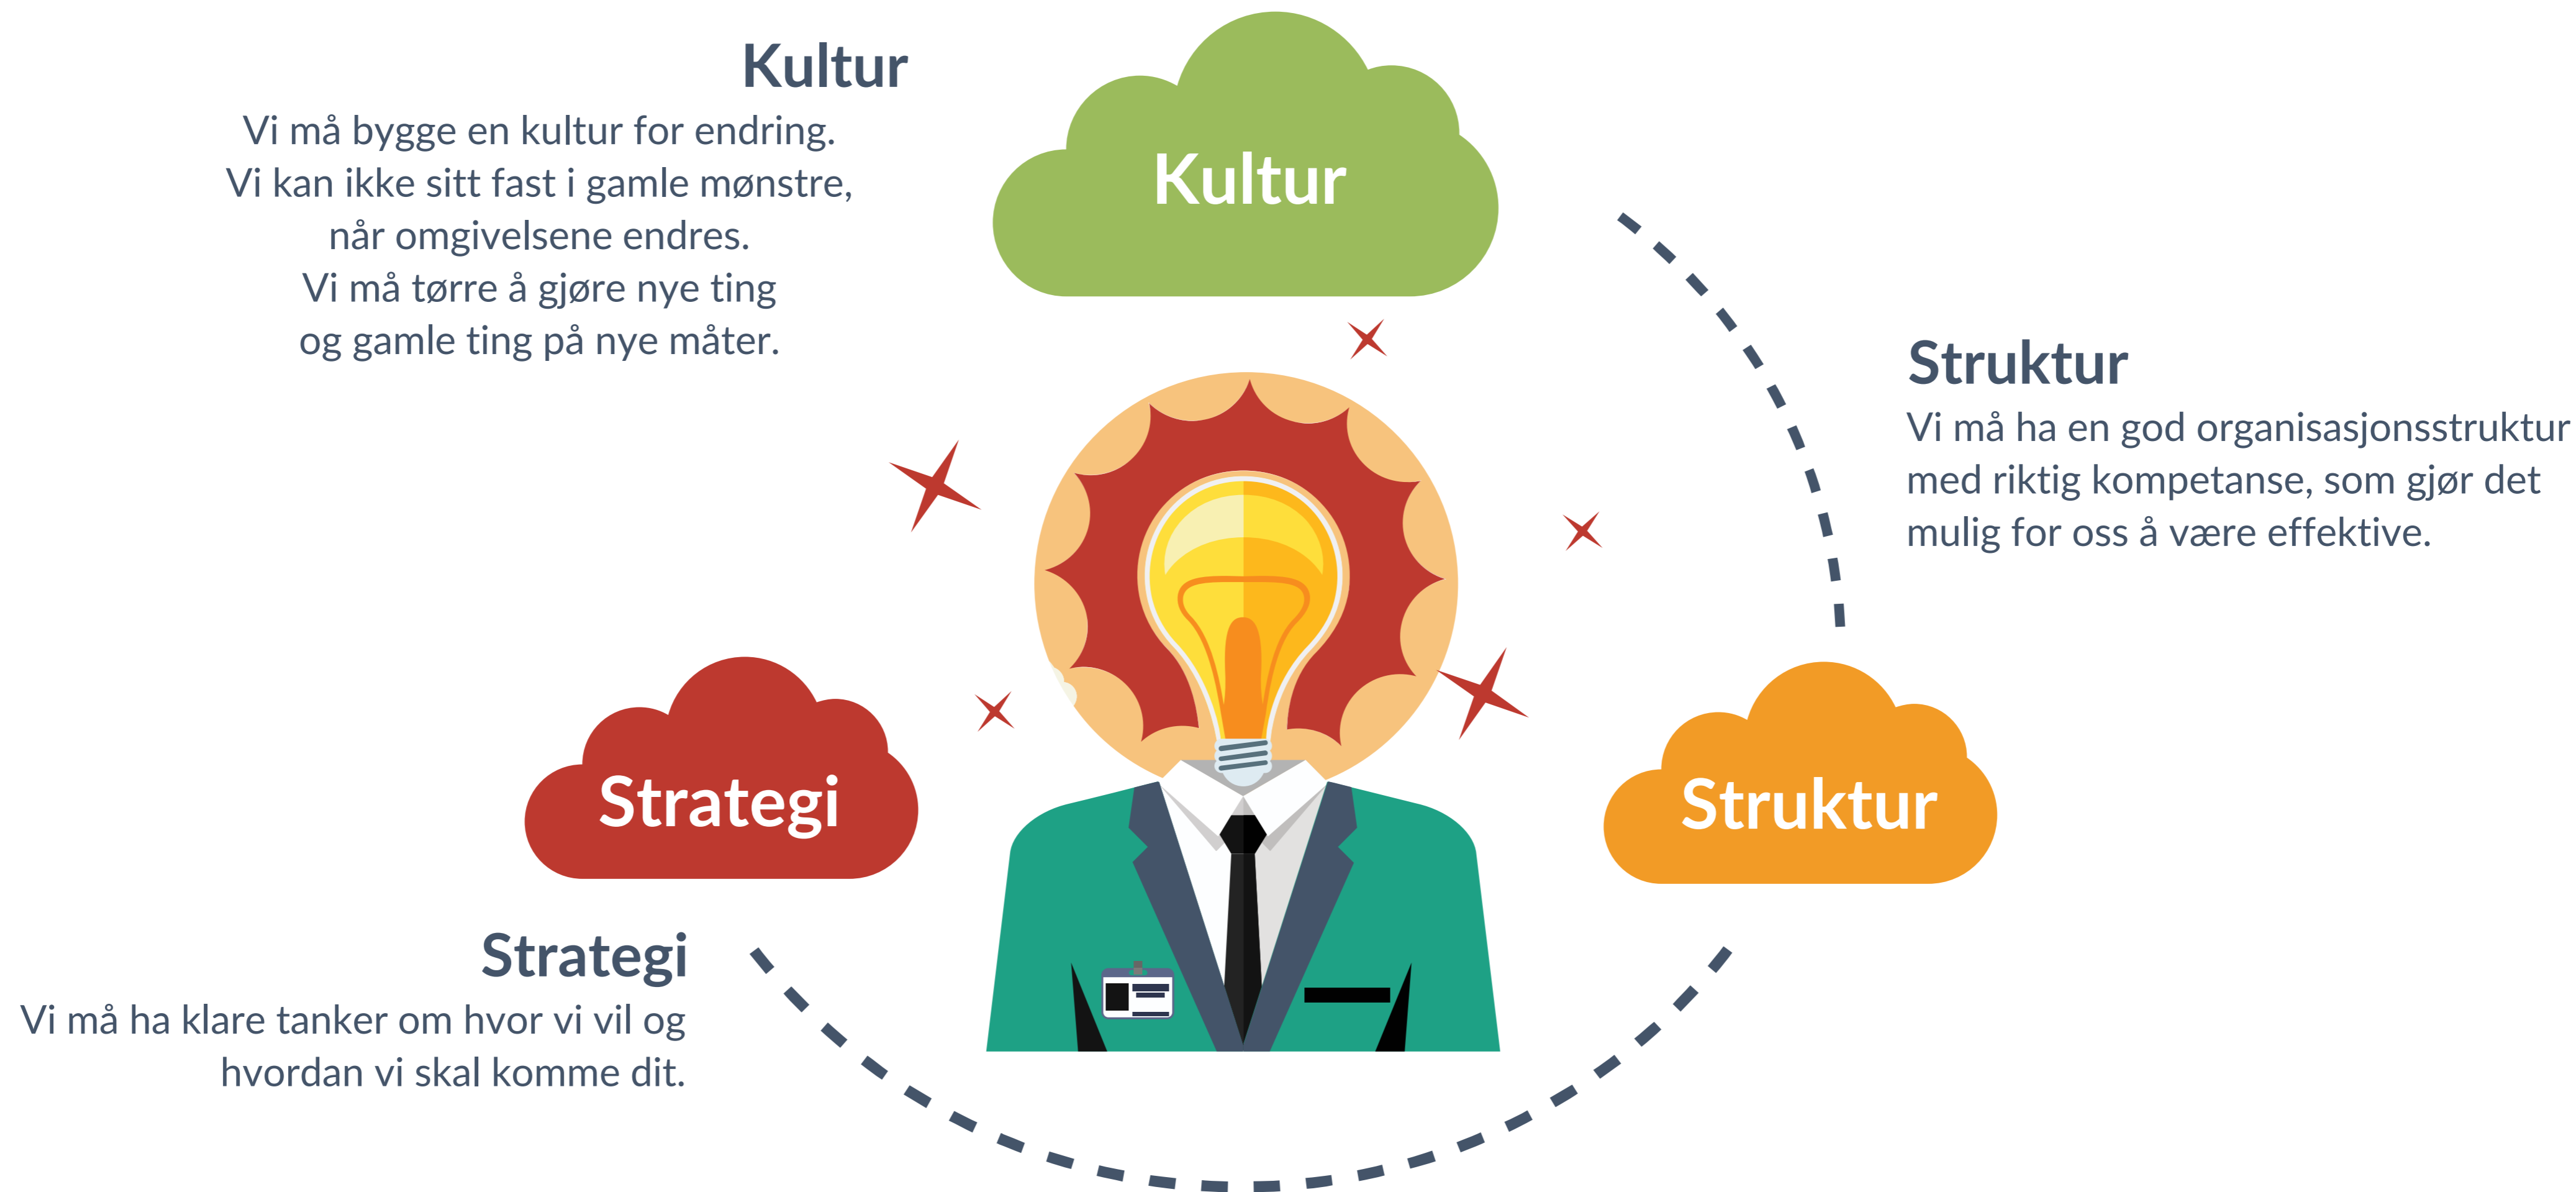 Kultur
Vi må bygge en kultur for endring.
Vi kan ikke sitt fast i gamle mønstre,
når omgivelsene endres.
Vi må tørre å gjøre nye ting
og gamle ting på nye måter.
Kultur
Struktur
Vi må ha en god organisasjonsstruktur
med riktig kompetanse, som gjør det
mulig for oss å være effektive.
Strategi
Struktur
Strategi
Vi må ha klare tanker om hvor vi vil og
hvordan vi skal komme dit.